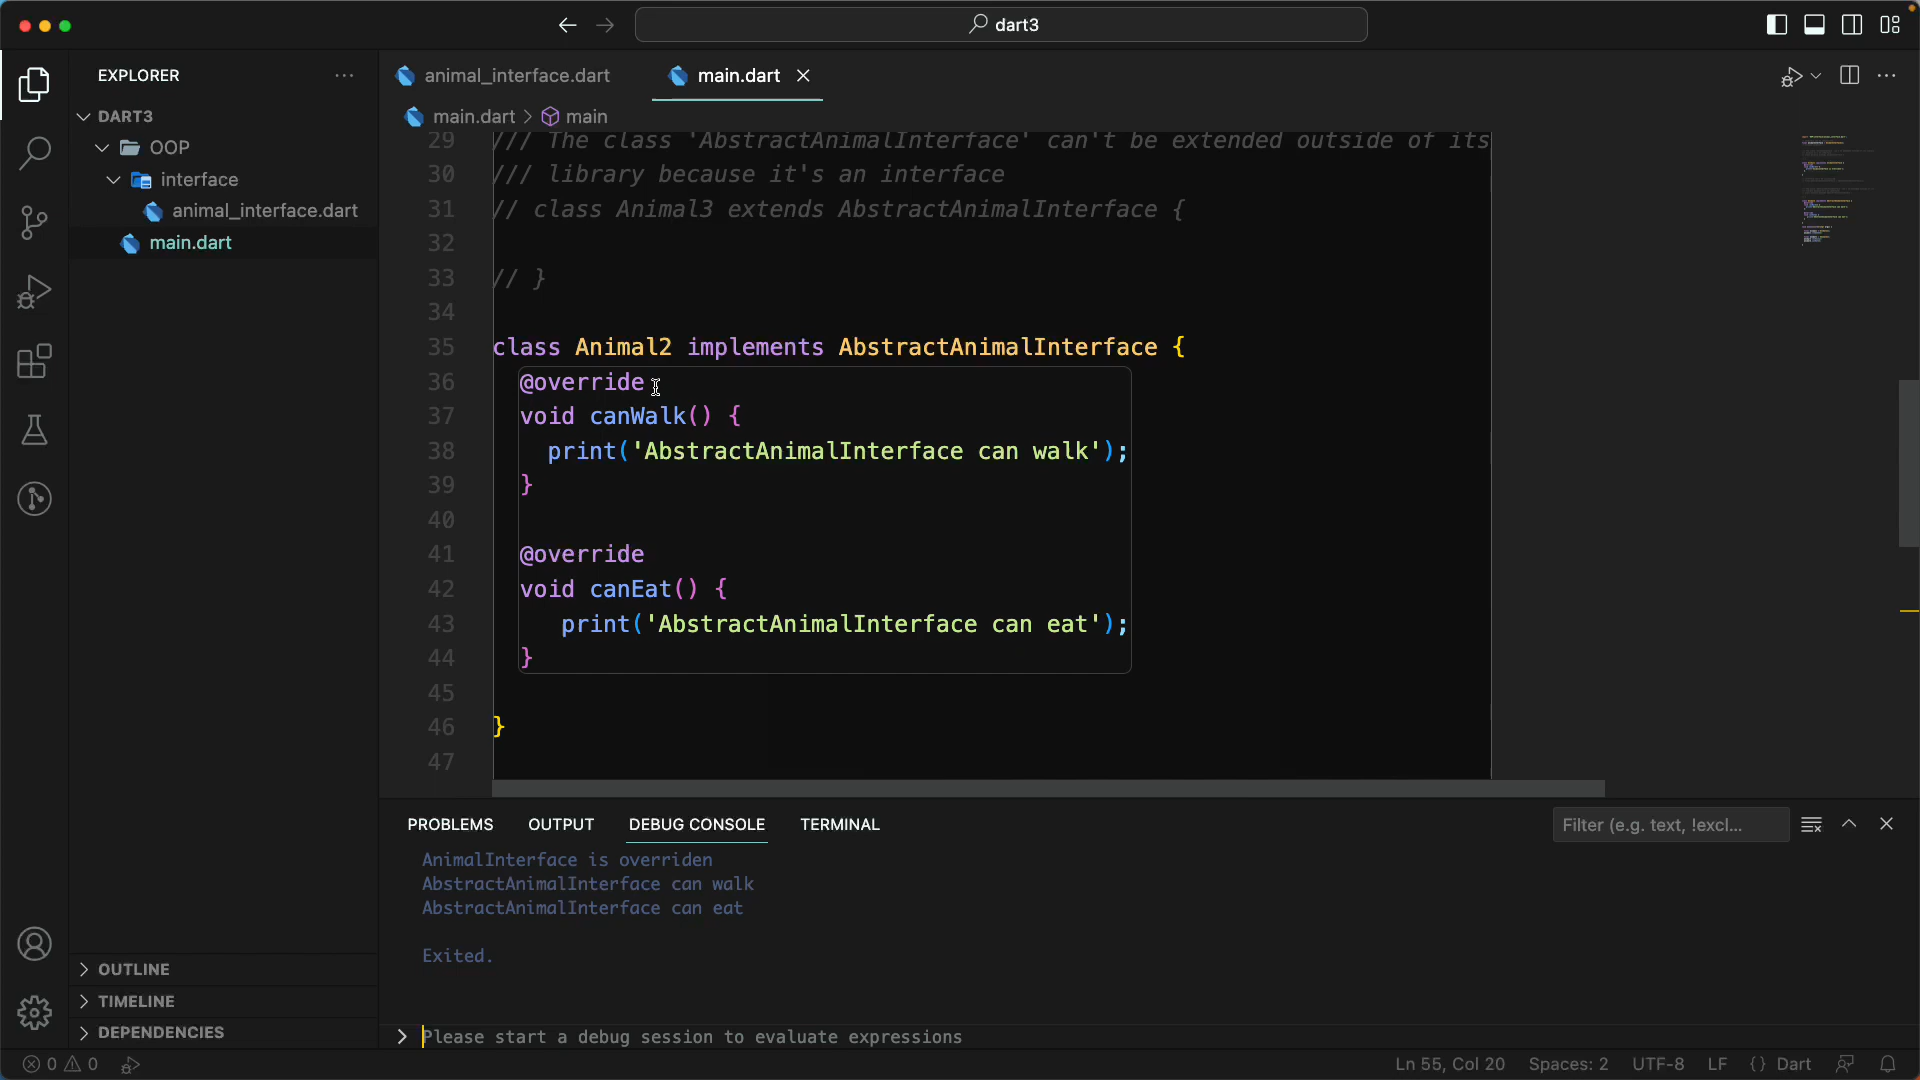 dart3
EXPLORER
DART3
OOP
interface
animal_interface.dart
main.dart
OUTLINE
TIMELINE
DEPENDENCIES
animal_interface.dart
main.dart
main.dart > main
29 /// The class 'AbstractAnimalInterface' can't be extended outside of its
30 /// library because it's an interface
31 // class Animal3 extends AbstractAnimalInterface {
32
33 // }
34
35 class Animal2 implements AbstractAnimalInterface {
36 @override
37 void canWalk() {
38 print('AbstractAnimalInterface can walk');
39 }
40
41 @override
42 void canEat() {
43 print('AbstractAnimalInterface can eat');
44 }
45
46 }
47
PROBLEMS OUTPUT DEBUG CONSOLE TERMINAL
Filter (e.g. text, !excl...
AnimalInterface is overriden
AbstractAnimalInterface can walk
AbstractAnimalInterface can eat
Exited.
Please start a debug session to evaluate expressions
0 0
Ln 55, Col 20 Spaces: 2 UTF-8 LF {} Dart